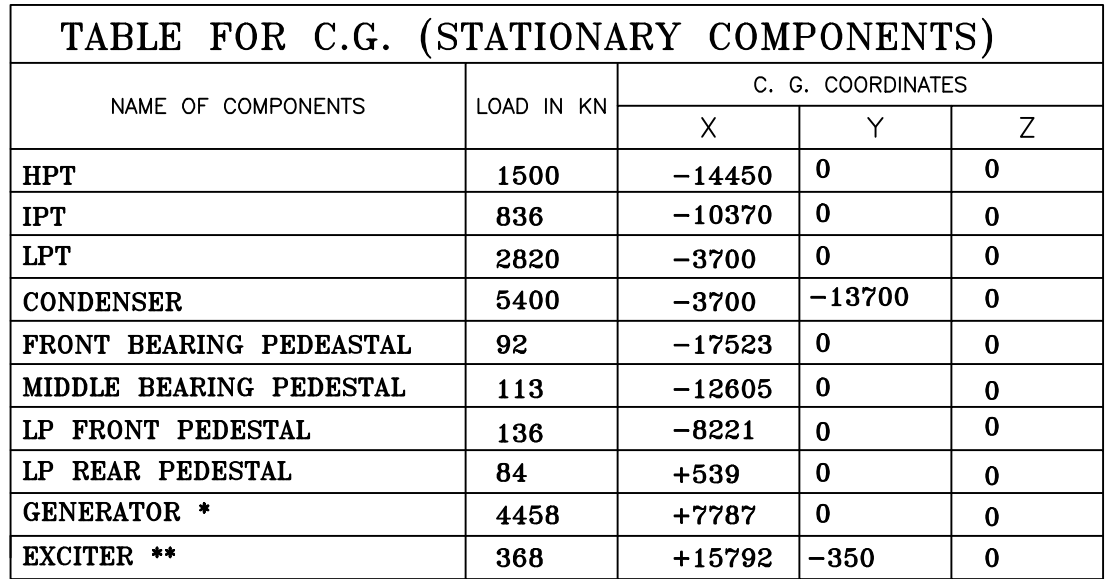 TABLE FOR C.G. (STATIONARY COMPONENTS)
NAME OF COMPONENTS LOAD IN KN C. G. COORDINATES
X Y Z
HPT 1500 -14450 0 0
IPT 836 -10370 0 0
LPT 2820 -3700 0 0
CONDENSER 5400 -3700 -13700 0
FRONT BEARING PEDEASTAL 92 -17523 0 0
MIDDLE BEARING PEDESTAL 113 -12605 0 0
LP FRONT PEDESTAL 136 -8221 0 0
LP REAR PEDESTAL 84 +539 0 0
GENERATOR * 4458 +7787 0 0
EXCITER ** 368 +15792 -350 0